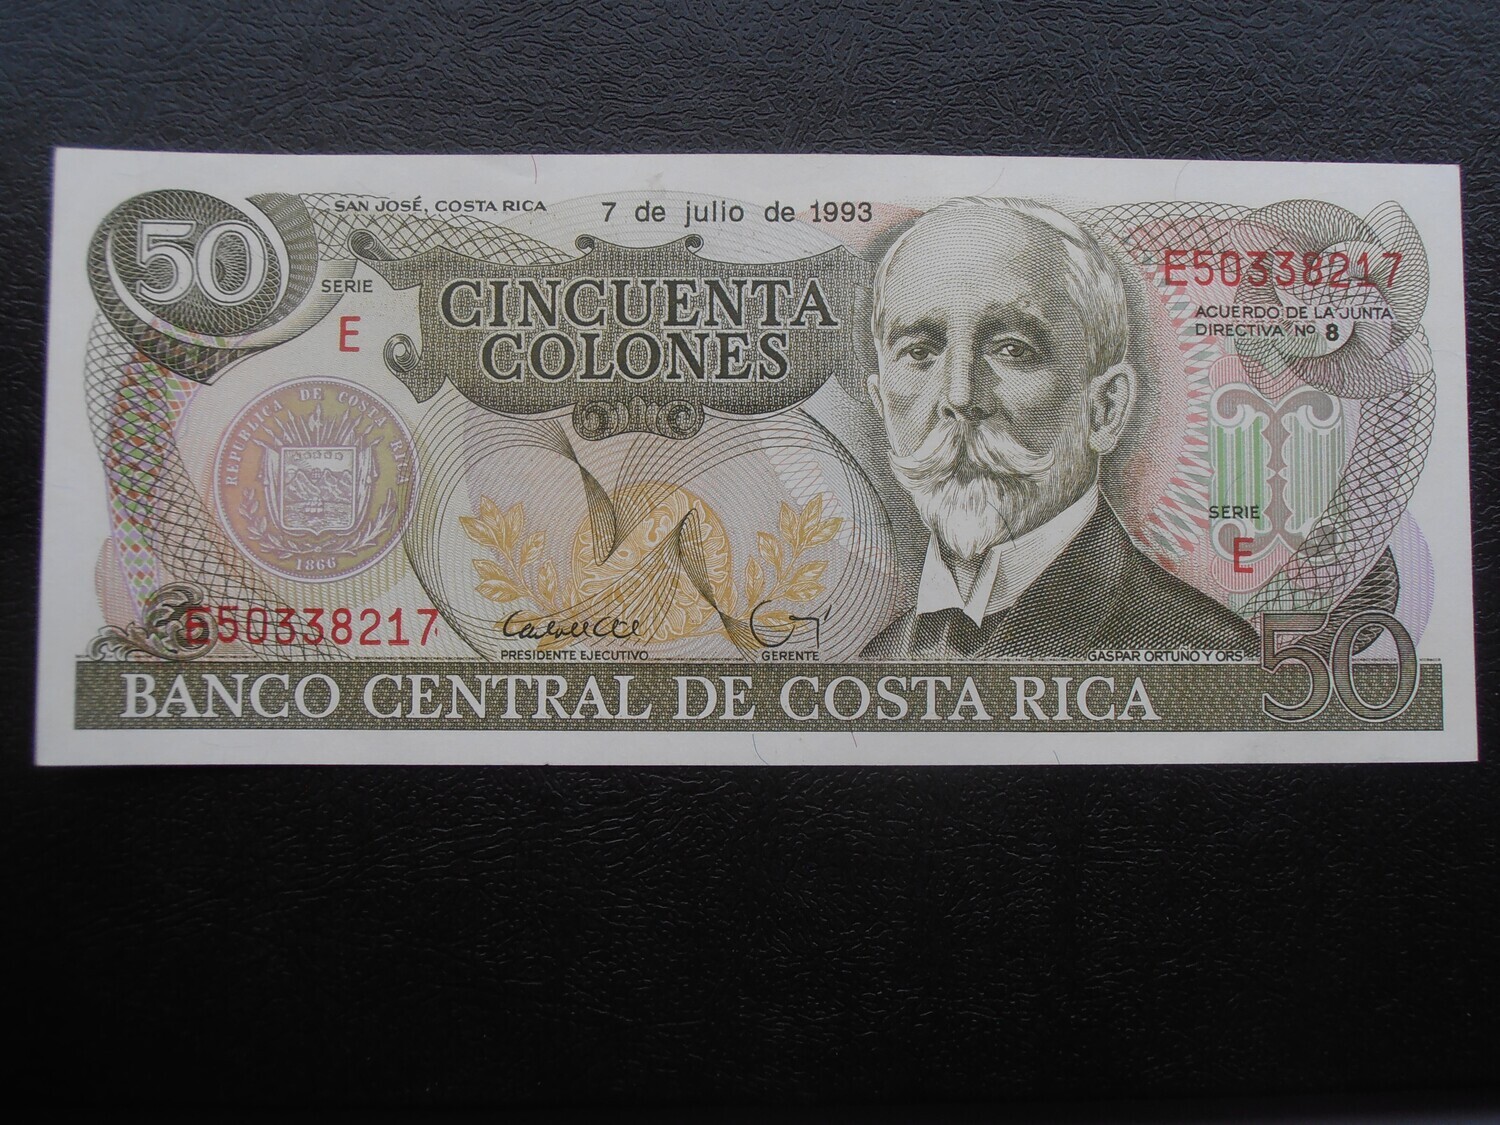 50
SAN JOSÉ, COSTA RICA
7 de julio de 1993
SERIE
E
CINCUENTA
COLONES
E50338217
ACUERDO DE LA JUNTA
DIRECTIVA Nº 8
REPUBLICA DE COSTA RICA
1866
SERIE
E
E50338217
PRESIDENTE EJECUTIVO
GERENTE
GASPAR ORTUÑO Y ORS
BANCO CENTRAL DE COSTA RICA
50